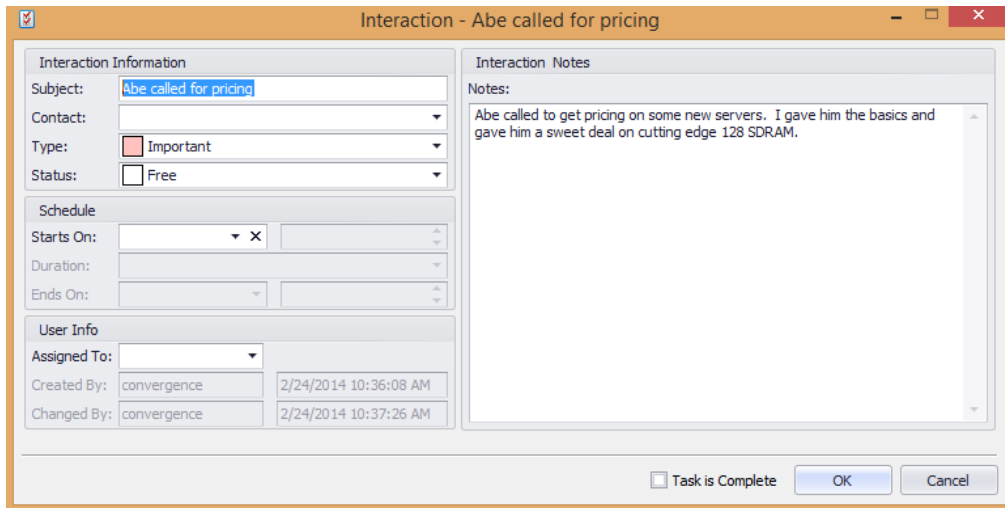 Interaction - Abe called for pricing
Interaction Information
Subject: Abe called for pricing
Contact:
Type: Important
Status: Free
Schedule
Starts On:
Duration:
Ends On:
User Info
Assigned To:
Created By: convergence 2/24/2014 10:36:08 AM
Changed By: convergence 2/24/2014 10:37:26 AM
Interaction Notes
Notes:
Abe called to get pricing on some new servers.  I gave him the basics and
gave him a sweet deal on cutting edge 128 SDRAM.
Task is Complete OK Cancel